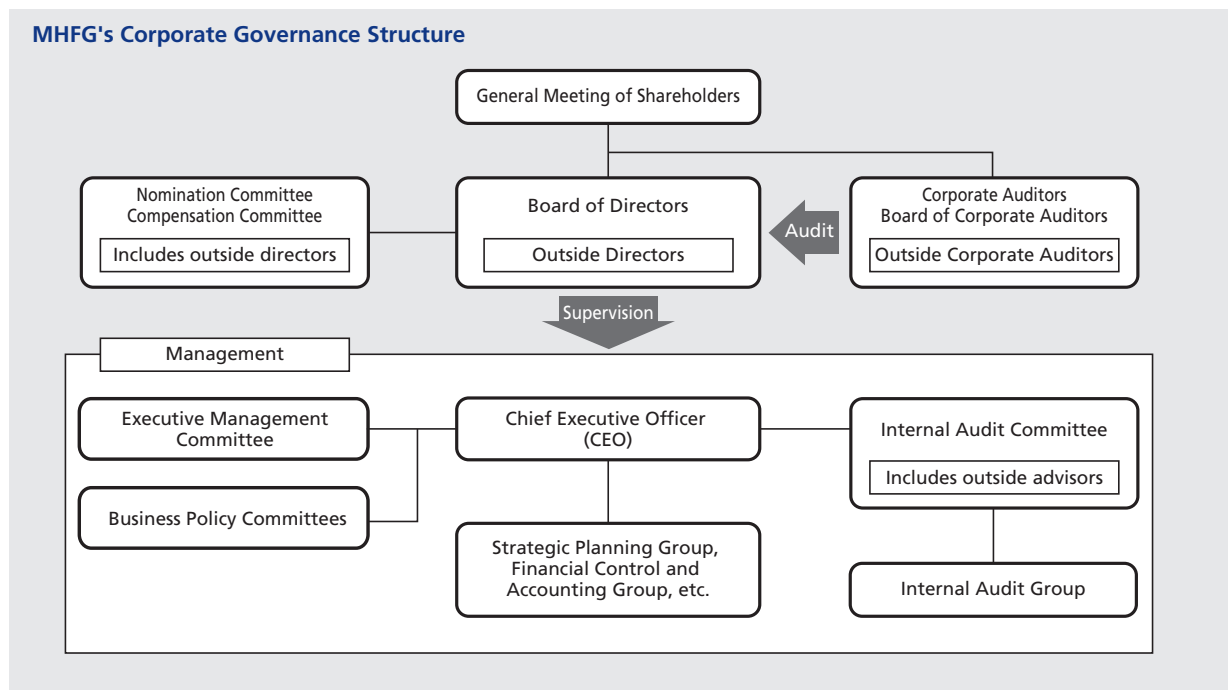 MHFG's Corporate Governance Structure
General Meeting of Shareholders
Nomination Committee
Compensation Committee
Includes outside directors
Board of Directors
Outside Directors
Audit
Corporate Auditors
Board of Corporate Auditors
Outside Corporate Auditors
Supervision
Management
Executive Management
Committee
Chief Executive Officer
(CEO)
Internal Audit Committee
Includes outside advisors
Business Policy Committees
Strategic Planning Group,
Financial Control and
Accounting Group, etc.
Internal Audit Group